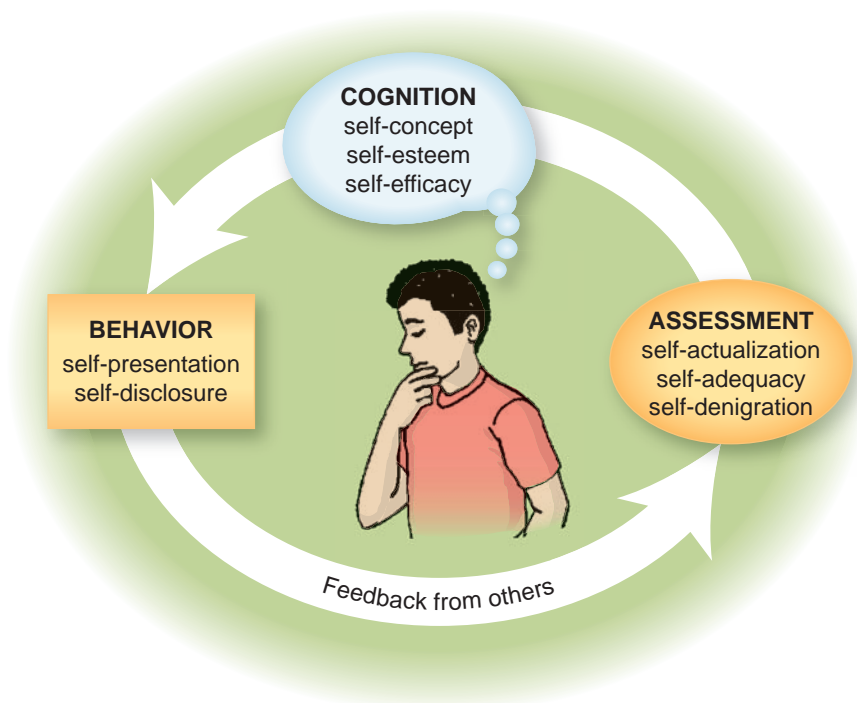 COGNITION
self-concept
self-esteem
self-efficacy
BEHAVIOR
self-presentation
self-disclosure
ASSESSMENT
self-actualization
self-adequacy
self-denigration
Feedback from others